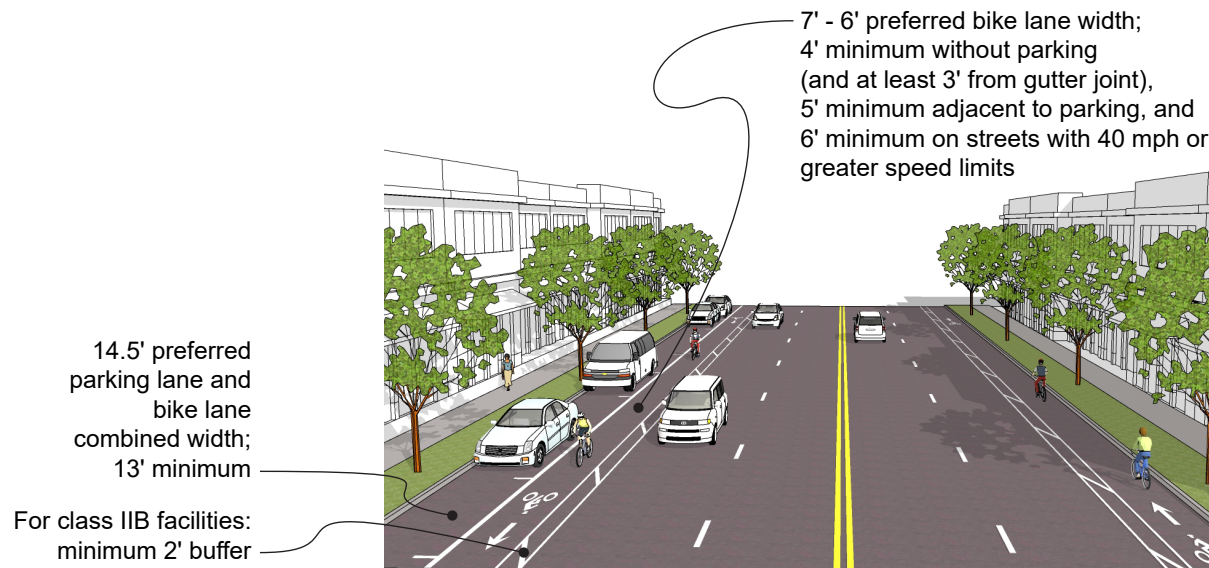 7' - 6' preferred bike lane width;
4' minimum without parking
(and at least 3' from gutter joint),
5' minimum adjacent to parking, and
6' minimum on streets with 40 mph or
greater speed limits
14.5' preferred
parking lane and
bike lane
combined width;
13' minimum
For class IIB facilities:
minimum 2' buffer